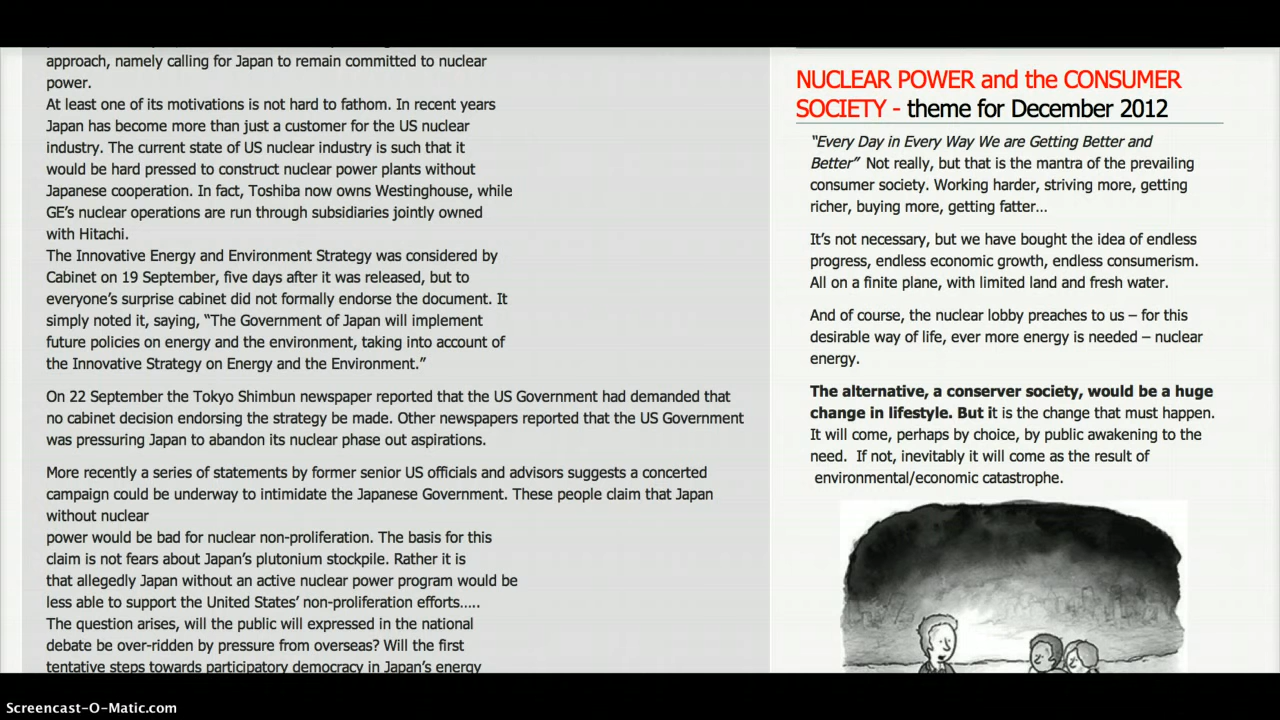 approach, namely calling for Japan to remain committed to nuclear
power.
At least one of its motivations is not hard to fathom. In recent years
Japan has become more than just a customer for the US nuclear
industry. The current state of US nuclear industry is such that it
would be hard pressed to construct nuclear power plants without
Japanese cooperation. In fact, Toshiba now owns Westinghouse, while
GE’s nuclear operations are run through subsidiaries jointly owned
with Hitachi.
The Innovative Energy and Environment Strategy was considered by
Cabinet on 19 September, five days after it was released, but to
everyone’s surprise cabinet did not formally endorse the document. It
simply noted it, saying, “The Government of Japan will implement
future policies on energy and the environment, taking into account of
the Innovative Strategy on Energy and the Environment.”
On 22 September the Tokyo Shimbun newspaper reported that the US Government had demanded that
no cabinet decision endorsing the strategy be made. Other newspapers reported that the US Government
was pressuring Japan to abandon its nuclear phase out aspirations.
More recently a series of statements by former senior US officials and advisors suggests a concerted
campaign could be underway to intimidate the Japanese Government. These people claim that Japan
without nuclear
power would be bad for nuclear non-proliferation. The basis for this
claim is not fears about Japan’s plutonium stockpile. Rather it is
that allegedly Japan without an active nuclear power program would be
less able to support the United States’ non-proliferation efforts…..
The question arises, will the public will expressed in the national
debate be over-ridden by pressure from overseas? Will the first
tentative steps towards participatory democracy in Japan’s energy
NUCLEAR POWER and the CONSUMER
SOCIETY - theme for December 2012
“Every Day in Every Way We are Getting Better and
Better” Not really, but that is the mantra of the prevailing
consumer society. Working harder, striving more, getting
richer, buying more, getting fatter…
It’s not necessary, but we have bought the idea of endless
progress, endless economic growth, endless consumerism.
All on a finite plane, with limited land and fresh water.
And of course, the nuclear lobby preaches to us – for this
desirable way of life, ever more energy is needed – nuclear
energy.
The alternative, a conserver society, would be a huge
change in lifestyle. But it is the change that must happen.
It will come, perhaps by choice, by public awakening to the
need. If not, inevitably it will come as the result of
environmental/economic catastrophe.
Screencast-O-Matic.com